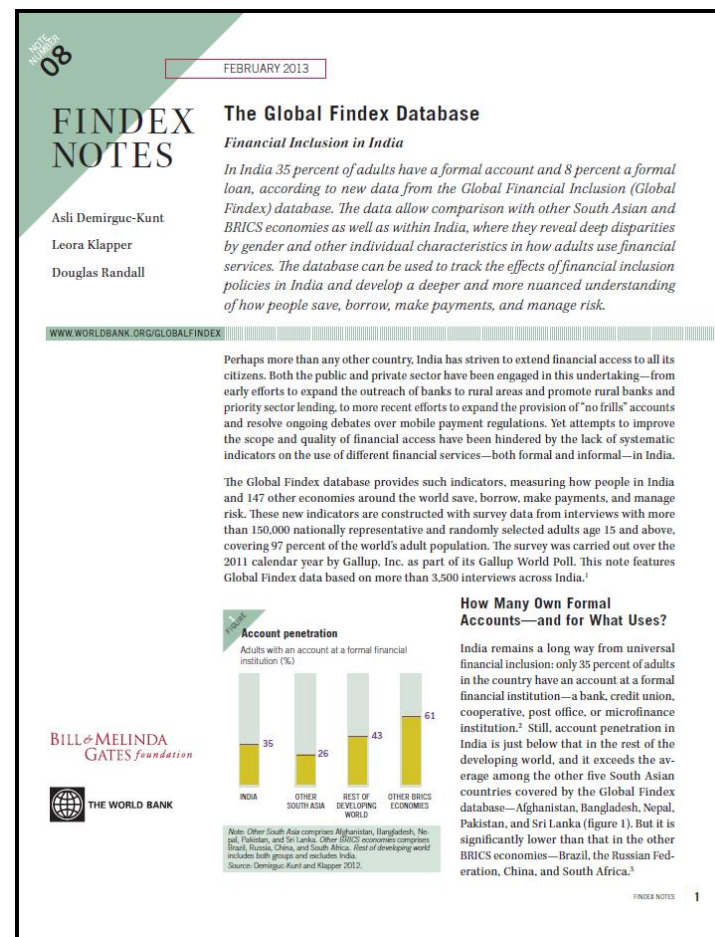 NOTE
NUMBER
08
FEBRUARY 2013
FINDEX
NOTES
Asli Demirguc-Kunt
Leora Klapper
Douglas Randall
The Global Findex Database
Financial Inclusion in India
In India 35 percent of adults have a formal account and 8 percent a formal
loan, according to new data from the Global Financial Inclusion (Global
Findex) database. The data allow comparison with other South Asian and
BRICS economies as well as within India, where they reveal deep disparities
by gender and other individual characteristics in how adults use financial
services. The database can be used to track the effects of financial inclusion
policies in India and develop a deeper and more nuanced understanding
of how people save, borrow, make payments, and manage risk.
WWW.WORLDBANK.ORG/GLOBALFINDEX
Perhaps more than any other country, India has striven to extend financial access to all its
citizens. Both the public and private sector have been engaged in this undertaking—from
early efforts to expand the outreach of banks to rural areas and promote rural banks and
priority sector lending, to more recent efforts to expand the provision of "no frills" accounts
and resolve ongoing debates over mobile payment regulations. Yet attempts to improve
the scope and quality of financial access have been hindered by the lack of systematic
indicators on the use of different financial services—both formal and informal—in India.
The Global Findex database provides such indicators, measuring how people in India
and 147 other economies around the world save, borrow, make payments, and manage
risk. These new indicators are constructed with survey data from interviews with more
than 150,000 nationally representative and randomly selected adults age 15 and above,
covering 97 percent of the world's adult population. The survey was carried out over the
2011 calendar year by Gallup, Inc. as part of its Gallup World Poll. This note features
Global Findex data based on more than 3,500 interviews across India.1
FIGURE
1
Account penetration
Adults with an account at a formal financial
institution (%)
35
26
43
61
INDIA
OTHER
SOUTH ASIA
REST OF
DEVELOPING
WORLD
OTHER BRICS
ECONOMIES
Note: Other South Asia comprises Afghanistan, Bangladesh, Ne-
pal, Pakistan, and Sri Lanka. Other BRICS economies comprises
Brazil, Russia, China, and South Africa. Rest of developing world
includes both groups and excludes India.
Source: Demirguc-Kunt and Klapper 2012.
How Many Own Formal
Accounts—and for What Uses?
India remains a long way from universal
financial inclusion: only 35 percent of adults
in the country have an account at a formal
financial institution—a bank, credit union,
cooperative, post office, or microfinance
institution.2 Still, account penetration in
India is just below that in the rest of the
developing world, and it exceeds the av-
erage among the other five South Asian
countries covered by the Global Findex
database—Afghanistan, Bangladesh, Nepal,
Pakistan, and Sri Lanka (figure 1). But it is
significantly lower than that in the other
BRICS economies—Brazil, the Russian Fed-
eration, China, and South Africa.3
BILL & MELINDA
GATES foundation
THE WORLD BANK
FINDEX NOTES 1